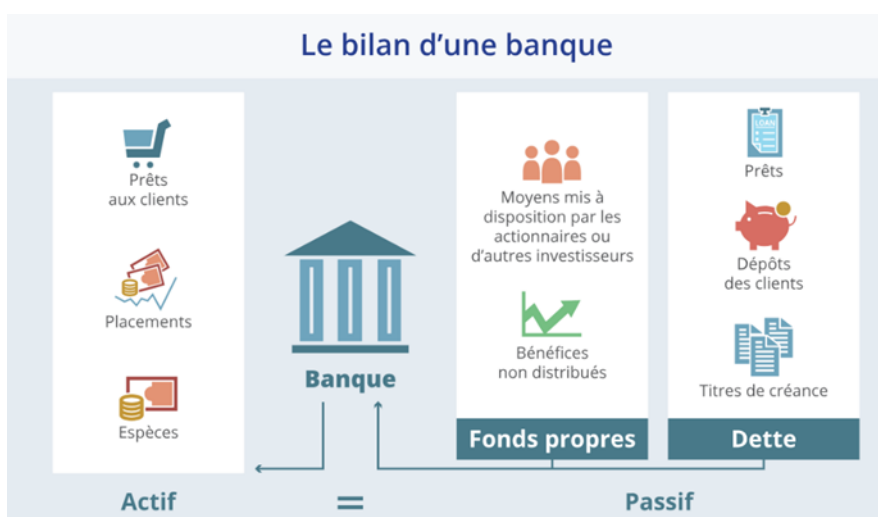 Le bilan d'une banque
Prêts
aux clients
Placements
Espèces
Banque
Moyens mis à
disposition par les
actionnaires ou
d'autres investisseurs
Bénéfices
non distribués
Fonds propres
LOAN
Prêts
Dépôts
des clients
Titres de créance
Dette
Actif
=
Passif